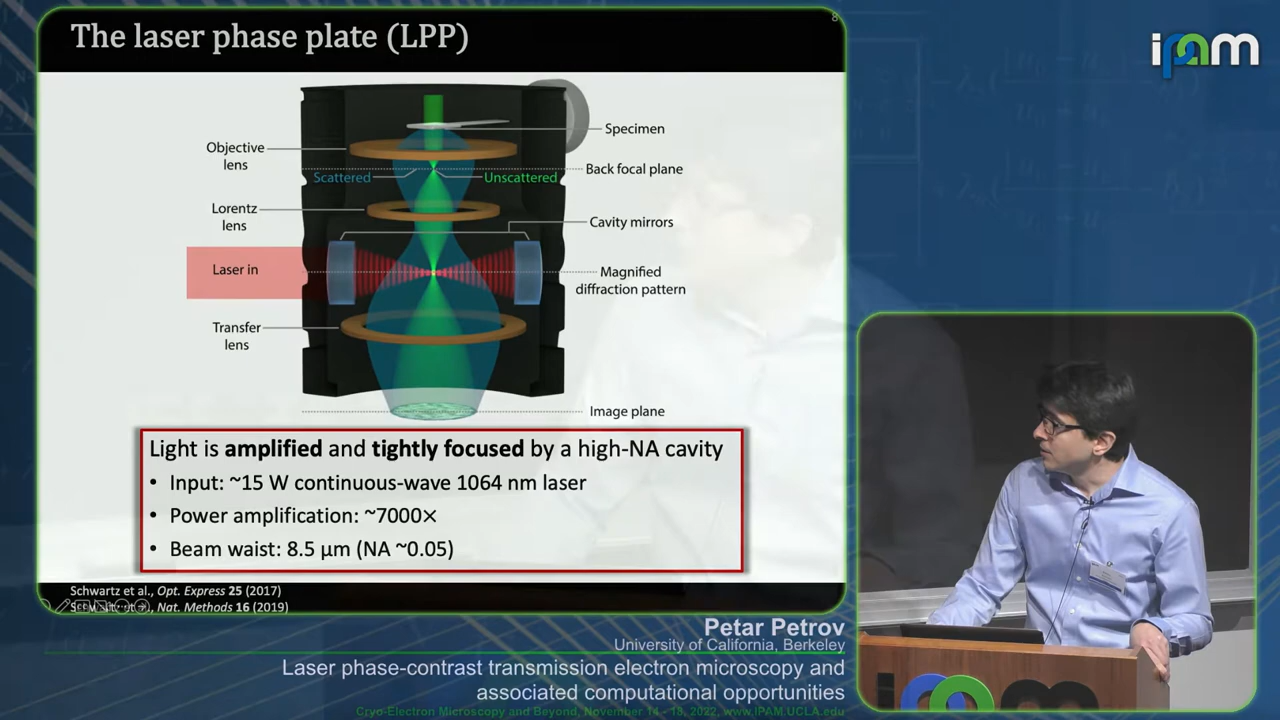 The laser phase plate (LPP)
8
ipam
Specimen
Objective
lens
Back focal plane
Scattered
Unscattered
Lorentz
lens
Cavity mirrors
Laser in
Magnified
diffraction pattern
Transfer
lens
Image plane
Light is amplified and tightly focused by a high-NA cavity
• Input: ~15 W continuous-wave 1064 nm laser
• Power amplification: ~7000×
• Beam waist: 8.5 μm (NA ~0.05)
Schwartz et al., Opt. Express 25 (2017)
Nat. Methods 16 (2019)
Petar Petrov
University of California, Berkeley
Laser phase-contrast transmission electron microscopy and
associated computational opportunities
Cryo-Electron Microscopy and Beyond, November 14 - 18, 2022, www.IPAM.UCLA.edu